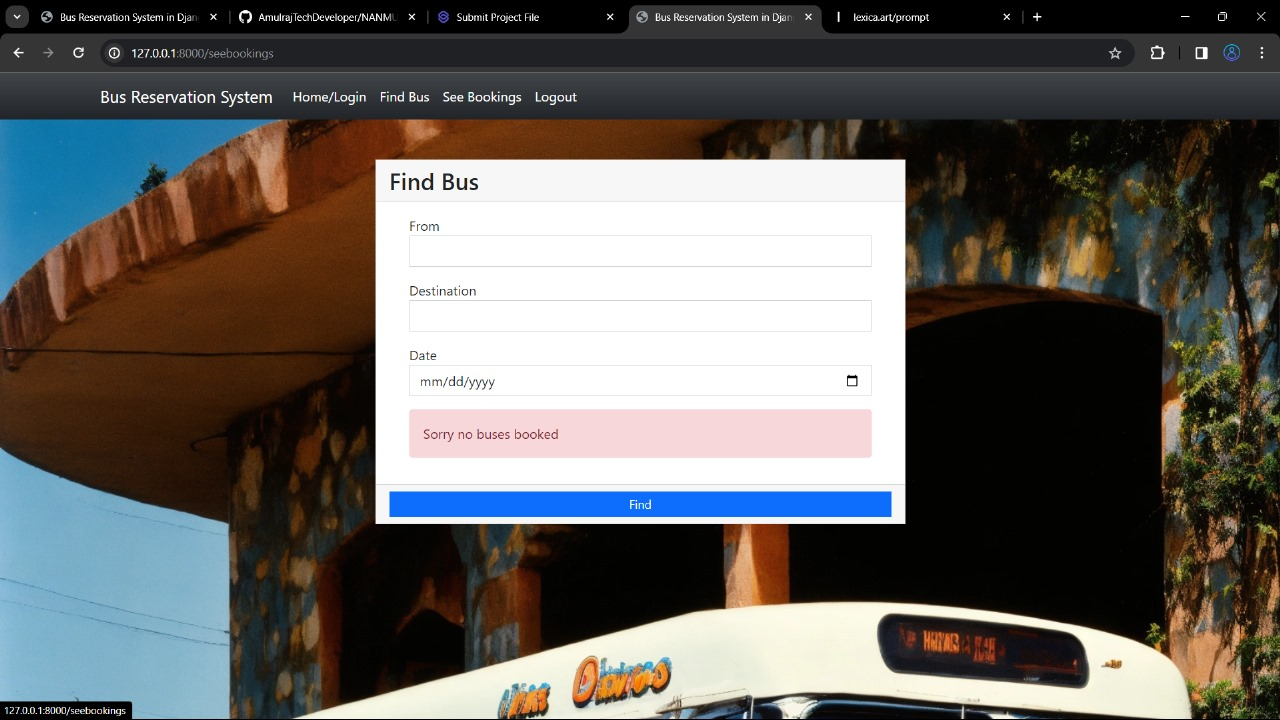 Bus Reservation System in Djan
AmulrajTechDeveloper/NANMU
Submit Project File
Bus Reservation System in Djan
lexica.art/prompt
127.0.0.1:8000/seebookings
Bus Reservation System
Home/Login
Find Bus
See Bookings
Logout
Find Bus
From
Destination
Date
mm/dd/yyyy
Sorry no buses booked
Find
127.0.0.1:8000/seebookings